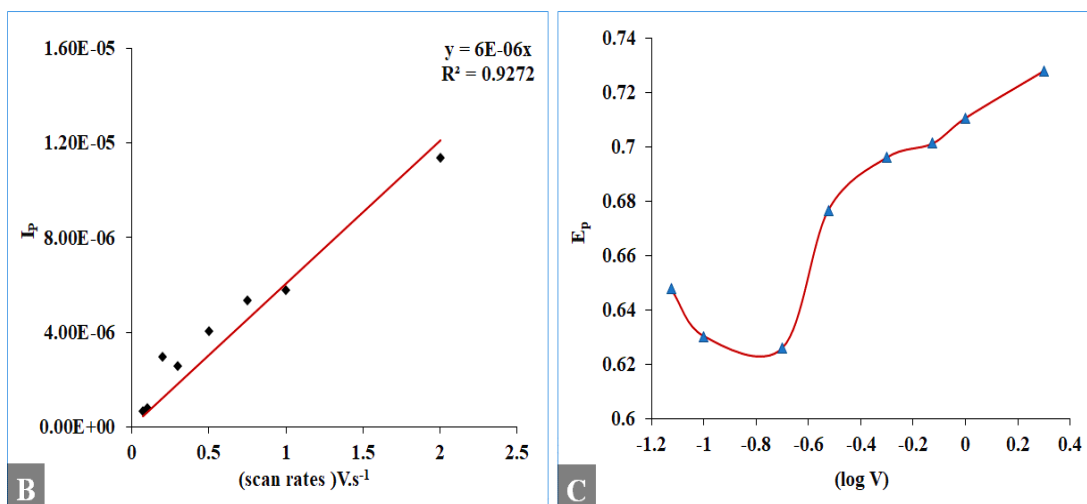 1.60E-05
1.20E-05
8.00E-06
4.00E-06
0.00E+00
Iₚ
y = 6E-06x
R² = 0.9272
0 0.5 1 1.5 2 2.5
(scan rates )V.s⁻¹
B
0.74
0.72
0.7
0.68
0.66
0.64
0.62
0.6
Eₚ
-1.2 -1 -0.8 -0.6 -0.4 -0.2 0 0.2 0.4
(log V)
C